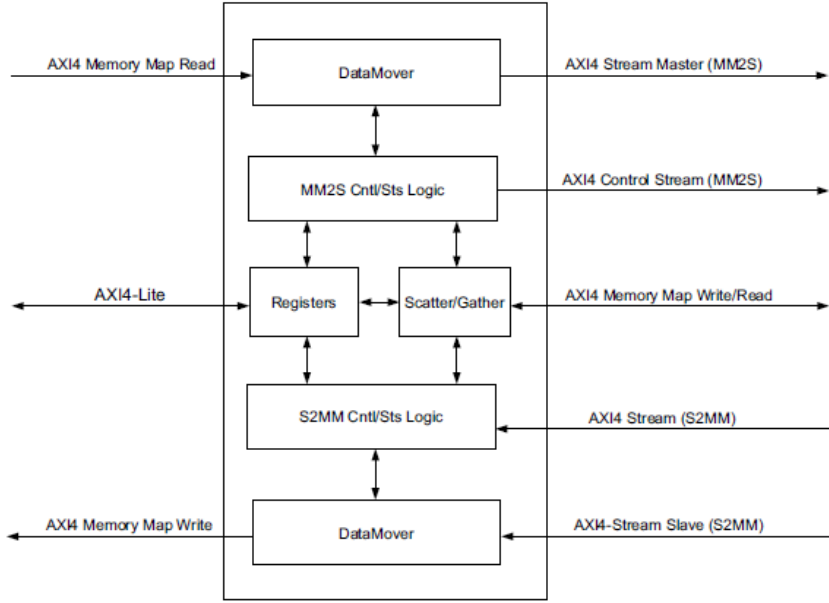 AXI4 Memory Map Read
DataMover
AXI4 Stream Master (MM2S)
MM2S Cntl/Sts Logic
AXI4 Control Stream (MM2S)
AXI4-Lite
Registers
Scatter/Gather
AXI4 Memory Map Write/Read
S2MM Cntl/Sts Logic
AXI4 Stream (S2MM)
AXI4 Memory Map Write
DataMover
AXI4-Stream Slave (S2MM)